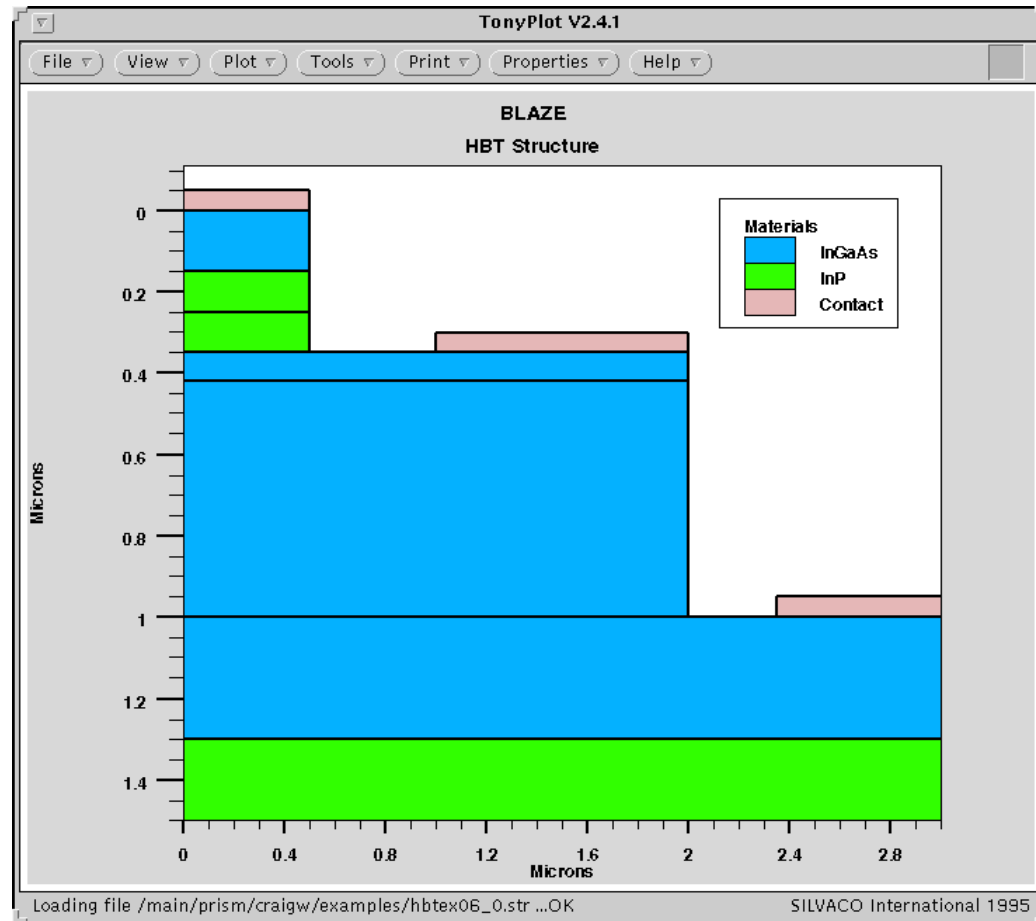 TonyPlot V2.4.1
File View Plot Tools Print Properties Help
BLAZE
HBT Structure
Materials
InGaAs
InP
Contact
0
0.2
0.4
0.6
0.8
1
1.2
1.4
Microns
0 0.4 0.8 1.2 1.6 2 2.4 2.8
Microns
Loading file /main/prism/craigw/examples/hbtex06_0.str ...OK SILVACO International 1995